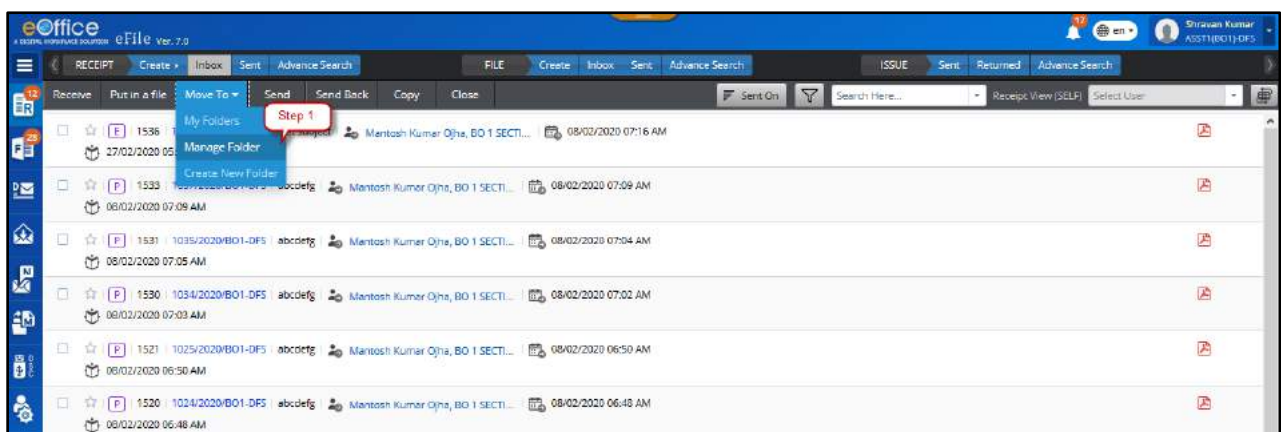 eOffice
A DIGITAL WORKPLACE SOLUTION eFile Ver. 7.0
17 en Shravan Kumar
ASST1(BO1)-DFS
RECEIPT Create Inbox Sent Advance Search FILE Create Inbox Sent Advance Search ISSUE Sent Returned Advance Search
Receive Put in a file Move To Send Send Back Copy Close Sent On Search Here... Receipt View (SELF) Select User
My Folders
Step 1
Manage Folder
Create New Folder
E 1536 Mantosh Kumar Ojha, BO 1 SECTI... 08/02/2020 07:16 AM
27/02/2020
P 1533 abcdefg Mantosh Kumar Ojha, BO 1 SECTI... 08/02/2020 07:09 AM
08/02/2020 07:09 AM
P 1531 1035/2020/BO1-DFS abcdefg Mantosh Kumar Ojha, BO 1 SECTI... 08/02/2020 07:04 AM
08/02/2020 07:05 AM
P 1530 1034/2020/BO1-DFS abcdefg Mantosh Kumar Ojha, BO 1 SECTI... 08/02/2020 07:02 AM
08/02/2020 07:03 AM
P 1521 1025/2020/BO1-DFS abcdefg Mantosh Kumar Ojha, BO 1 SECTI... 08/02/2020 06:50 AM
08/02/2020 06:50 AM
P 1520 1024/2020/BO1-DFS abcdefg Mantosh Kumar Ojha, BO 1 SECTI... 08/02/2020 06:48 AM
08/02/2020 06:48 AM